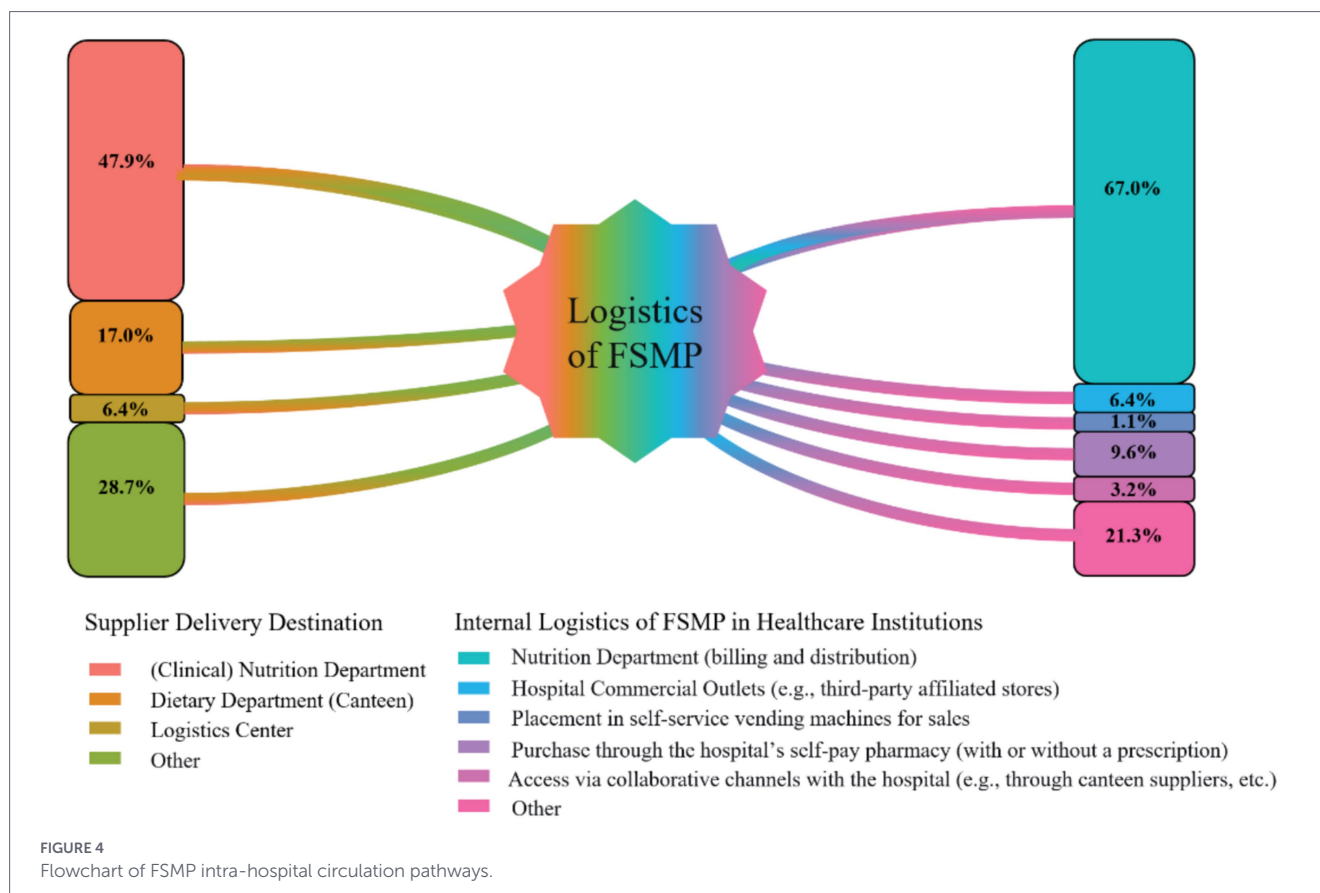 47.9%
17.0%
6.4%
28.7%
Logistics
of FSMP
67.0%
6.4%
1.1%
9.6%
3.2%
21.3%
Supplier Delivery Destination
(Clinical) Nutrition Department
Dietary Department (Canteen)
Logistics Center
Other
Internal Logistics of FSMP in Healthcare Institutions
Nutrition Department (billing and distribution)
Hospital Commercial Outlets (e.g., third-party affiliated stores)
Placement in self-service vending machines for sales
Purchase through the hospital's self-pay pharmacy (with or without a prescription)
Access via collaborative channels with the hospital (e.g., through canteen suppliers, etc.)
Other
FIGURE 4
Flowchart of FSMP intra-hospital circulation pathways.